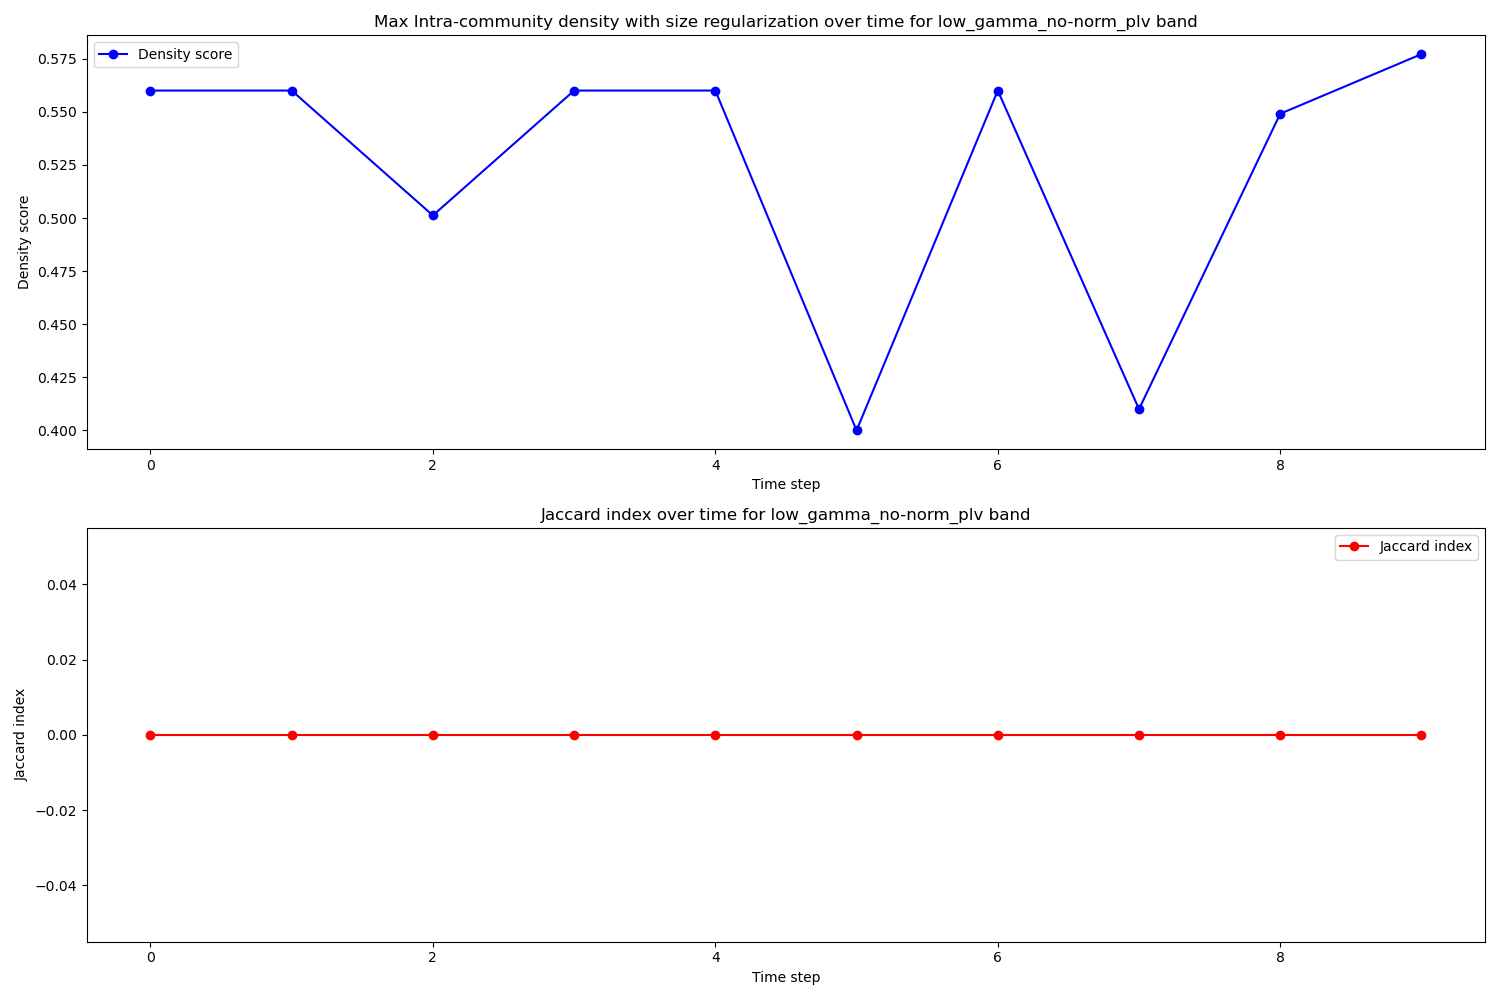 Max Intra-community density with size regularization over time for low_gamma_no-norm_plv band
Density score
0.575
0.550
0.525
0.500
0.475
0.450
0.425
0.400
Density score
0
2
4
6
8
Time step
Jaccard index over time for low_gamma_no-norm_plv band
Jaccard index
0.04
0.02
0.00
−0.02
−0.04
Jaccard index
0
2
4
6
8
Time step